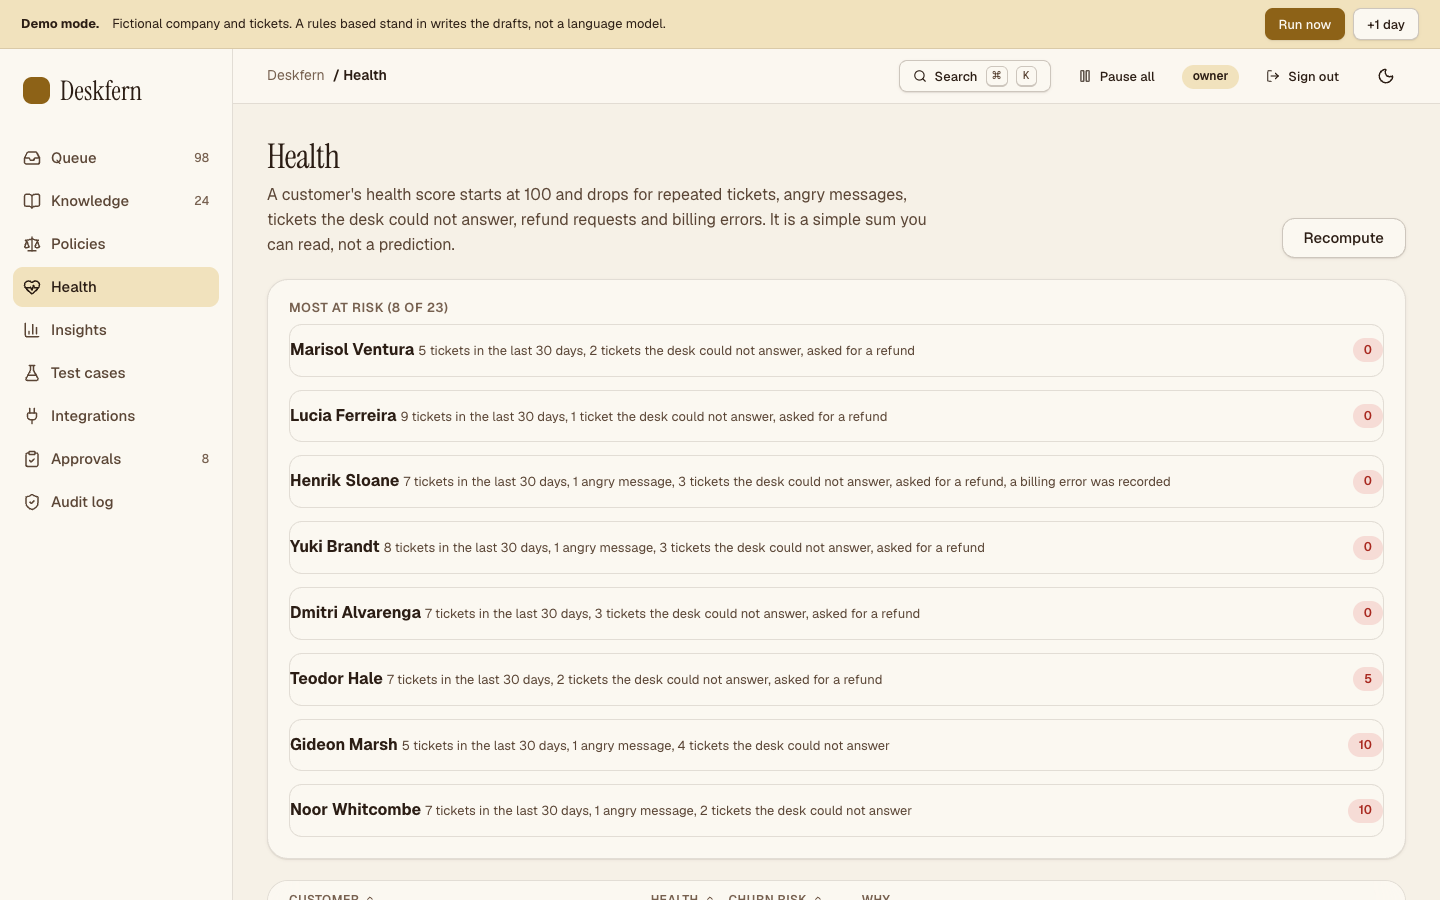 Demo mode. Fictional company and tickets. A rules based stand in writes the drafts, not a language model.
Run now
+1 day
Deskfern
Deskfern / Health
Search ⌘ K
Pause all
owner
Sign out
Queue 98
Knowledge 24
Policies
Health
Insights
Test cases
Integrations
Approvals 8
Audit log
Health
A customer's health score starts at 100 and drops for repeated tickets, angry messages,
tickets the desk could not answer, refund requests and billing errors. It is a simple sum you
can read, not a prediction.
Recompute
MOST AT RISK (8 OF 23)
Marisol Ventura 5 tickets in the last 30 days, 2 tickets the desk could not answer, asked for a refund 0
Lucia Ferreira 9 tickets in the last 30 days, 1 ticket the desk could not answer, asked for a refund 0
Henrik Sloane 7 tickets in the last 30 days, 1 angry message, 3 tickets the desk could not answer, asked for a refund, a billing error was recorded 0
Yuki Brandt 8 tickets in the last 30 days, 1 angry message, 3 tickets the desk could not answer, asked for a refund 0
Dmitri Alvarenga 7 tickets in the last 30 days, 3 tickets the desk could not answer, asked for a refund 0
Teodor Hale 7 tickets in the last 30 days, 2 tickets the desk could not answer, asked for a refund 5
Gideon Marsh 5 tickets in the last 30 days, 1 angry message, 4 tickets the desk could not answer 10
Noor Whitcombe 7 tickets in the last 30 days, 1 angry message, 2 tickets the desk could not answer 10
CUSTOMER HEALTH CHURN RISK WHY